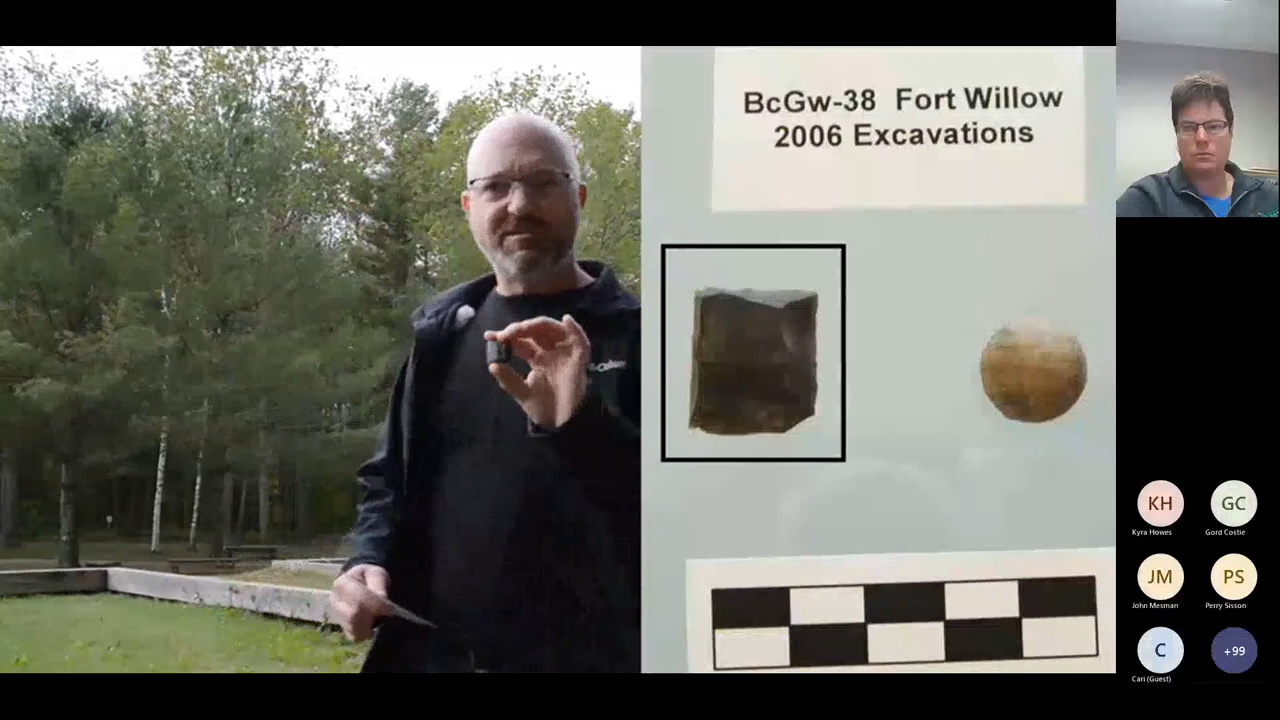 BcGw-38 Fort Willow
2006 Excavations
KH
Kyra Howes
GC
Gord Costie
JM
John Mesman
PS
Perry Sisson
C
Cari (Guest)
+99